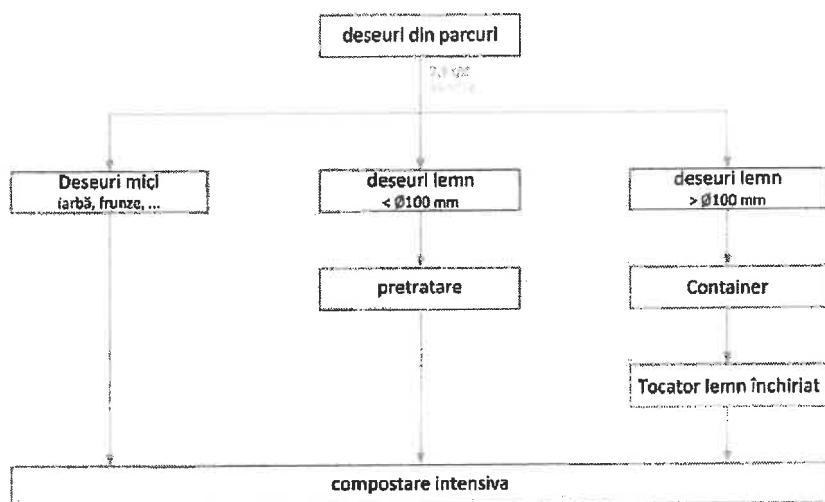 deseuri din parcuri
Deseuri mici
iarbă, frunze, ...
deseuri lemn
< Ø100 mm
deseuri lemn
> Ø100 mm
pretratare
Container
Tocator lemn închiriat
compostare intensiva